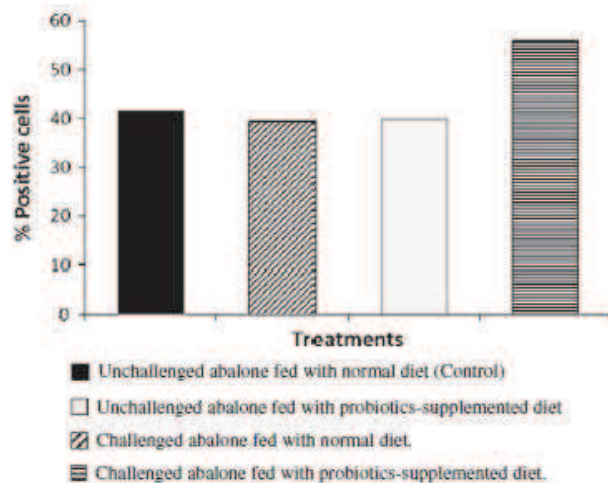 60
50
40
30
20
10
0
% Positive cells
Treatments
Unchallenged abalone fed with normal diet (Control)
Unchallenged abalone fed with probiotics-supplemented diet
Challenged abalone fed with normal diet.
Challenged abalone fed with probiotics-supplemented diet.